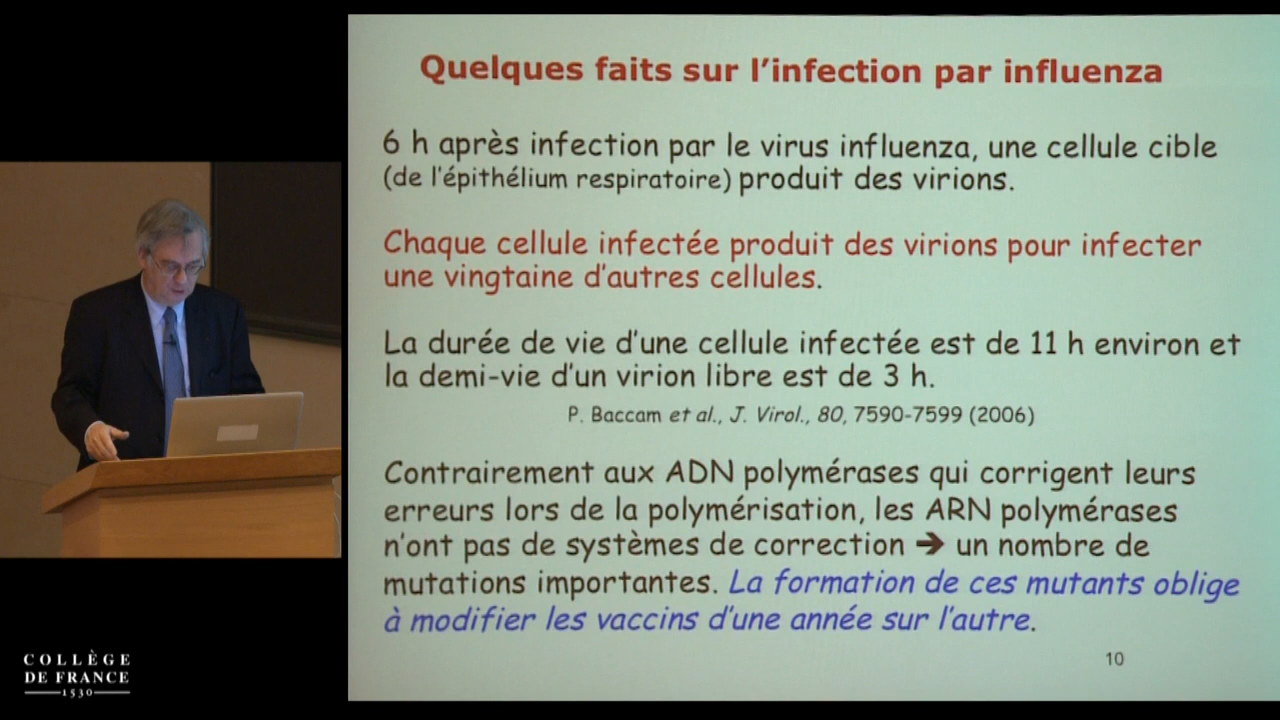 Quelques faits sur l'infection par influenza
6 h après infection par le virus influenza, une cellule cible
(de l'épithélium respiratoire) produit des virions.
Chaque cellule infectée produit des virions pour infecter
une vingtaine d'autres cellules.
La durée de vie d'une cellule infectée est de 11 h environ et
la demi-vie d'un virion libre est de 3 h.
P. Baccam et al., J. Virol., 80, 7590-7599 (2006)
Contrairement aux ADN polymérases qui corrigent leurs
erreurs lors de la polymérisation, les ARN polymérases
n'ont pas de systèmes de correction ➔ un nombre de
mutations importantes. La formation de ces mutants oblige
à modifier les vaccins d'une année sur l'autre.
10
COLLÈGE
DE FRANCE
1530